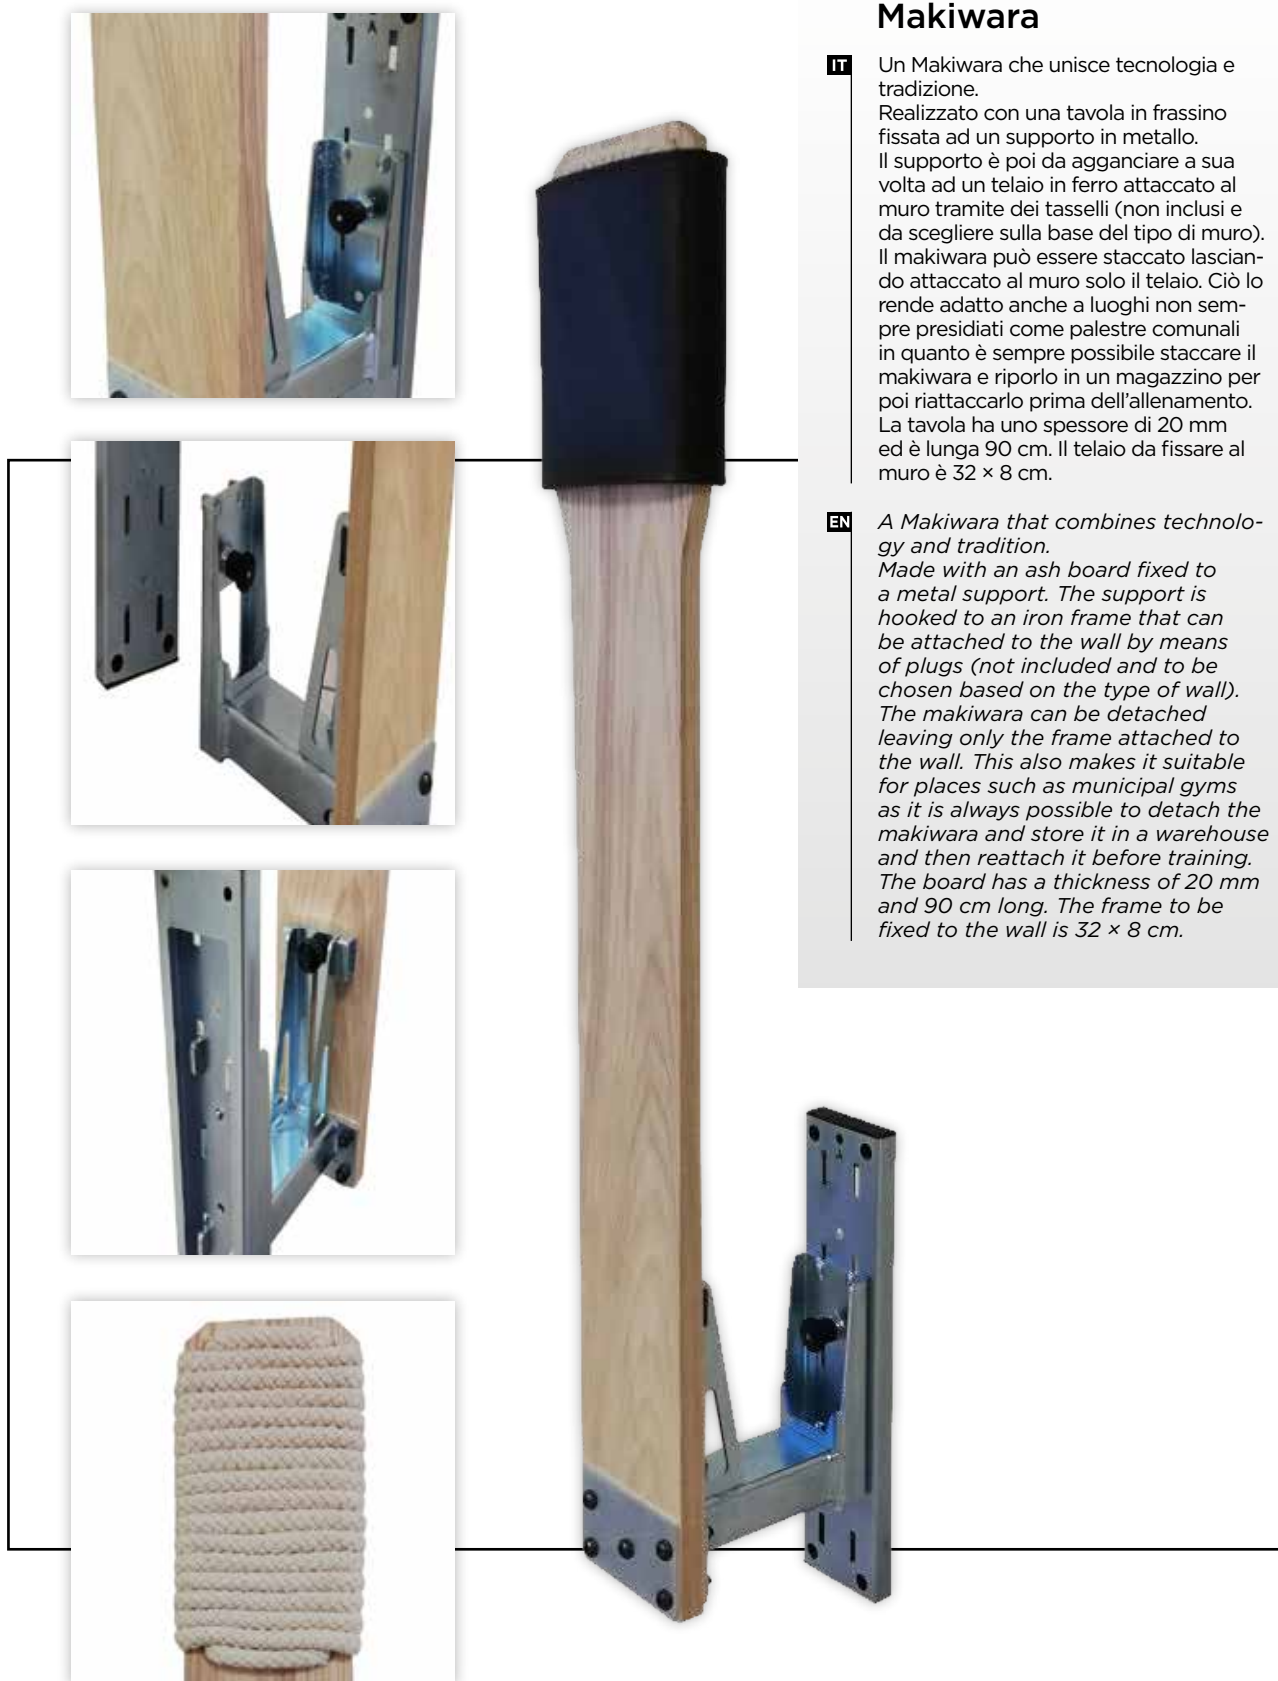 Makiwara
IT
Un Makiwara che unisce tecnologia e
tradizione.
Realizzato con una tavola in frassino
fissata ad un supporto in metallo.
Il supporto è poi da agganciare a sua
volta ad un telaio in ferro attaccato al
muro tramite dei tasselli (non inclusi e
da scegliere sulla base del tipo di muro).
Il makiwara può essere staccato lascian-
do attaccato al muro solo il telaio. Ciò lo
rende adatto anche a luoghi non sem-
pre presidiati come palestre comunali
in quanto è sempre possibile staccare il
makiwara e riporlo in un magazzino per
poi riattaccarlo prima dell'allenamento.
La tavola ha uno spessore di 20 mm
ed è lunga 90 cm. Il telaio da fissare al
muro è 32 × 8 cm.
EN
A Makiwara that combines technolo-
gy and tradition.
Made with an ash board fixed to
a metal support. The support is
hooked to an iron frame that can
be attached to the wall by means
of plugs (not included and to be
chosen based on the type of wall).
The makiwara can be detached
leaving only the frame attached to
the wall. This also makes it suitable
for places such as municipal gyms
as it is always possible to detach the
makiwara and store it in a warehouse
and then reattach it before training.
The board has a thickness of 20 mm
and 90 cm long. The frame to be
fixed to the wall is 32 × 8 cm.
A
A